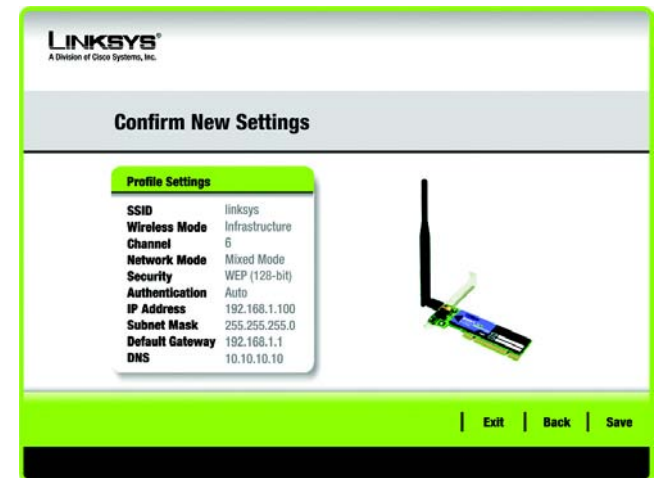 LINKSYS®
A Division of Cisco Systems, Inc.
Confirm New Settings
Profile Settings
SSID linksys
Wireless Mode Infrastructure
Channel 6
Network Mode Mixed Mode
Security WEP (128-bit)
Authentication Auto
IP Address 192.168.1.100
Subnet Mask 255.255.255.0
Default Gateway 192.168.1.1
DNS 10.10.10.10
Exit | Back | Save